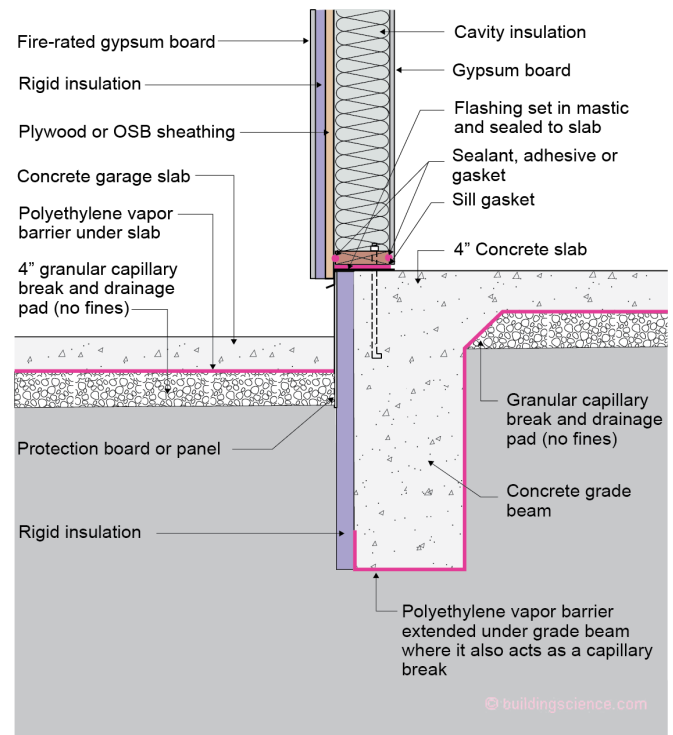 Fire-rated gypsum board
Rigid insulation
Plywood or OSB sheathing
Concrete garage slab
Polyethylene vapor
barrier under slab
4” granular capillary
break and drainage
pad (no fines)
Protection board or panel
Rigid insulation
Cavity insulation
Gypsum board
Flashing set in mastic
and sealed to slab
Sealant, adhesive or
gasket
Sill gasket
4” Concrete slab
Granular capillary
break and drainage
pad (no fines)
Concrete grade
beam
Polyethylene vapor barrier
extended under grade beam
where it also acts as a capillary
break
© buildingscience.com